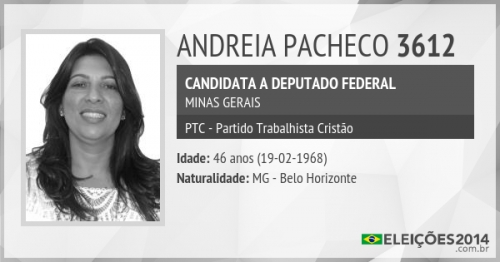 ANDREIA PACHECO 3612
CANDIDATA A DEPUTADO FEDERAL
MINAS GERAIS
PTC - Partido Trabalhista Cristão
Idade: 46 anos (19-02-1968)
Naturalidade: MG - Belo Horizonte
ELEIÇÕES2014
.com.br